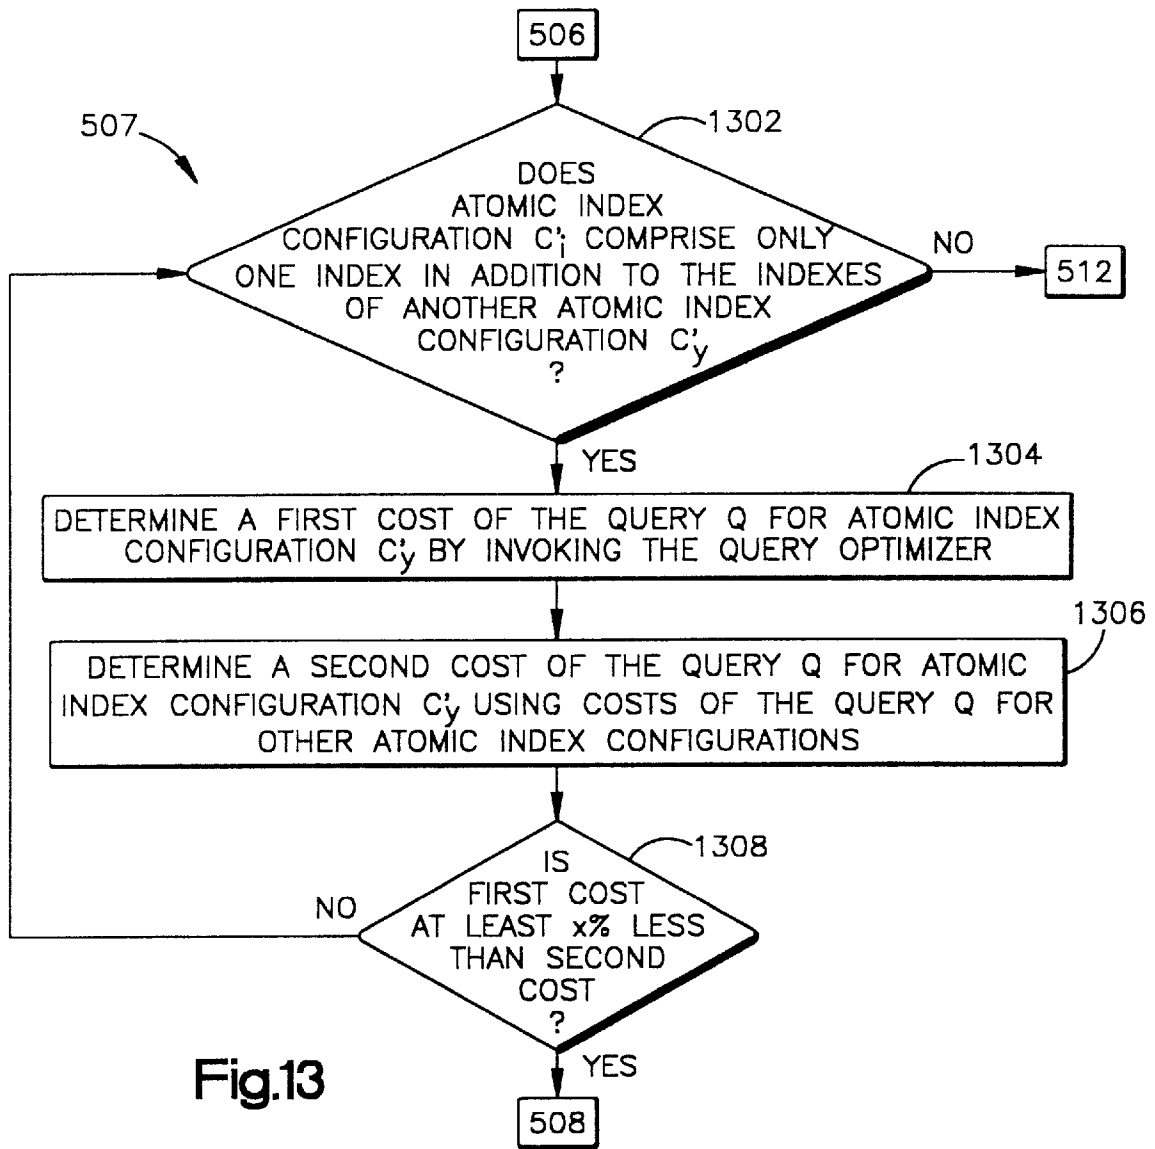 506
507
1302
DOES
ATOMIC INDEX
CONFIGURATION C'i COMPRISE ONLY
ONE INDEX IN ADDITION TO THE INDEXES
OF ANOTHER ATOMIC INDEX
CONFIGURATION C'y
?
NO
512
YES
1304
DETERMINE A FIRST COST OF THE QUERY Q FOR ATOMIC INDEX
CONFIGURATION C'y BY INVOKING THE QUERY OPTIMIZER
1306
DETERMINE A SECOND COST OF THE QUERY Q FOR ATOMIC
INDEX CONFIGURATION C'y USING COSTS OF THE QUERY Q FOR
OTHER ATOMIC INDEX CONFIGURATIONS
1308
IS
FIRST COST
AT LEAST x% LESS
THAN SECOND
COST
?
NO
YES
508
Fig.13